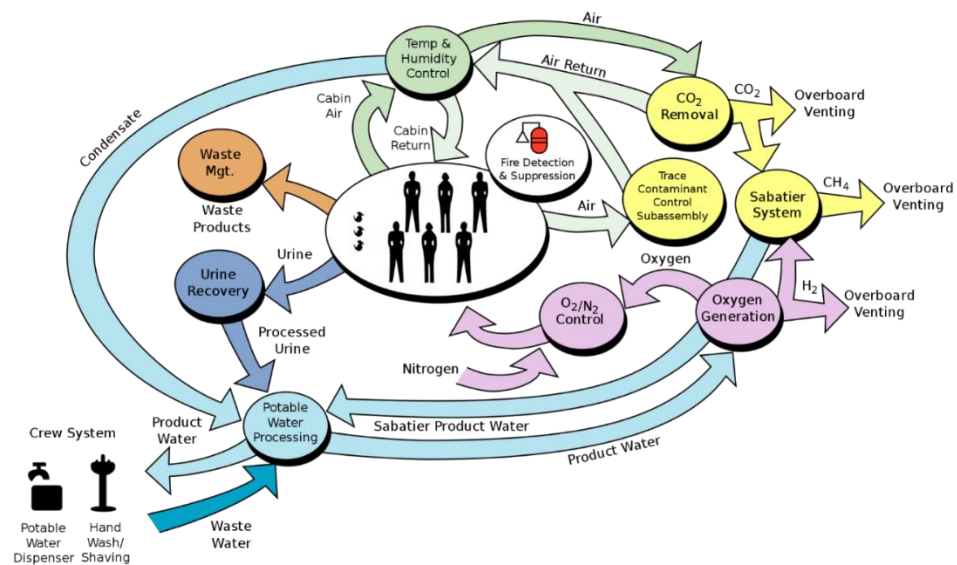 Air
Temp &
Humidity
Control
Air Return
CO2
Removal
CO2
Overboard
Venting
Cabin
Air
Cabin
Return
Condensate
Fire Detection
& Suppression
Waste
Mgt.
Waste
Products
Trace
Contaminant
Control
Subassembly
Air
Sabatier
System
CH4
Overboard
Venting
Urine
Urine
Recovery
Oxygen
O2/N2
Control
Oxygen
Generation
H2
Overboard
Venting
Processed
Urine
Nitrogen
Potable
Water
Processing
Sabatier Product Water
Product Water
Product
Water
Crew System
Potable
Water
Dispenser
Hand
Wash/
Shaving
Waste
Water